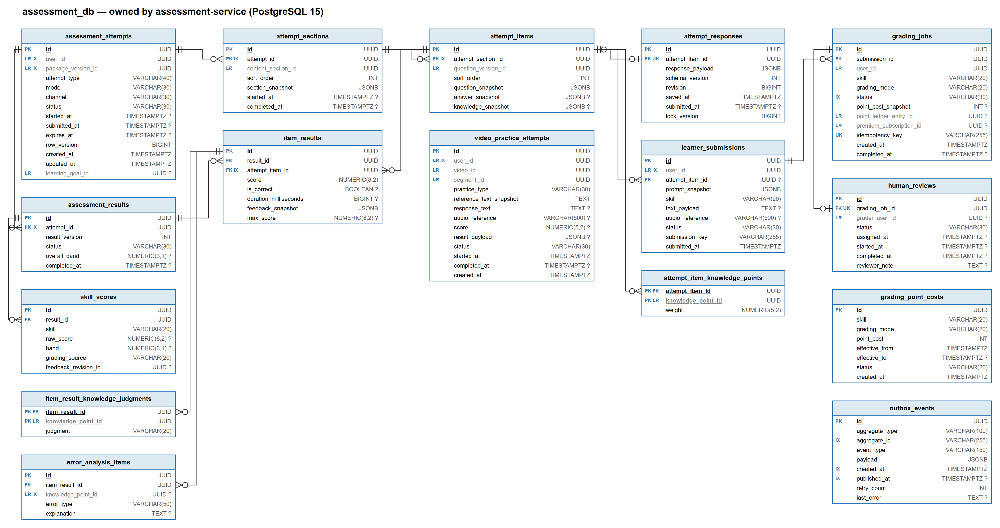 assessment_db — owned by assessment-service (PostgreSQL 15)
assessment_attempts
PK id UUID
LR IX user_id UUID
LR IX package_version_id UUID
attempt_type VARCHAR(40)
mode VARCHAR(30)
channel VARCHAR(30)
status VARCHAR(30)
started_at TIMESTAMPTZ ?
submitted_at TIMESTAMPTZ ?
expires_at TIMESTAMPTZ ?
row_version BIGINT
created_at TIMESTAMPTZ
updated_at TIMESTAMPTZ
LR learning_goal_id UUID ?
assessment_results
PK id UUID
FK IX attempt_id UUID
result_version INT
status VARCHAR(30)
overall_band NUMERIC(3,1) ?
completed_at TIMESTAMPTZ ?
skill_scores
PK id UUID
FK result_id UUID
skill VARCHAR(20)
raw_score NUMERIC(8,2) ?
band NUMERIC(3,1) ?
grading_source VARCHAR(20)
feedback_revision_id UUID ?
item_result_knowledge_judgments
PK FK item_result_id UUID
PK LR knowledge_point_id UUID
judgment VARCHAR(20)
error_analysis_items
PK id UUID
FK item_result_id UUID
LR IX knowledge_point_id UUID ?
error_type VARCHAR(50)
explanation TEXT ?
attempt_sections
PK id UUID
FK IX attempt_id UUID
LR content_section_id UUID
sort_order INT
section_snapshot JSONB
started_at TIMESTAMPTZ ?
completed_at TIMESTAMPTZ ?
item_results
PK id UUID
FK result_id UUID
FK IX attempt_item_id UUID
score NUMERIC(8,2)
is_correct BOOLEAN ?
duration_milliseconds BIGINT ?
feedback_snapshot JSONB
max_score NUMERIC(8,2) ?
attempt_items
PK id UUID
FK IX attempt_section_id UUID
LR question_version_id UUID
sort_order INT
question_snapshot JSONB
answer_snapshot JSONB ?
knowledge_snapshot JSONB ?
video_practice_attempts
PK id UUID
LR IX user_id UUID
LR video_id UUID
LR segment_id UUID
practice_type VARCHAR(30)
reference_text_snapshot TEXT
response_text TEXT ?
audio_reference VARCHAR(500) ?
score NUMERIC(5,2) ?
result_payload JSONB ?
status VARCHAR(30)
started_at TIMESTAMPTZ
completed_at TIMESTAMPTZ ?
created_at TIMESTAMPTZ
attempt_responses
PK id UUID
FK UK attempt_item_id UUID
response_payload JSONB
schema_version INT
revision BIGINT
saved_at TIMESTAMPTZ
submitted_at TIMESTAMPTZ ?
lock_version BIGINT
learner_submissions
PK id UUID
LR IX user_id UUID
FK attempt_item_id UUID ?
prompt_snapshot JSONB
skill VARCHAR(20)
text_payload TEXT ?
audio_reference VARCHAR(500) ?
status VARCHAR(30)
submission_key VARCHAR(255)
submitted_at TIMESTAMPTZ
attempt_item_knowledge_points
PK FK attempt_item_id UUID
PK LR knowledge_point_id UUID
weight NUMERIC(5,2)
grading_jobs
PK id UUID
FK submission_id UUID
LR user_id UUID
skill VARCHAR(20)
grading_mode VARCHAR(20)
IX status VARCHAR(30)
point_cost_snapshot INT ?
LR point_ledger_entry_id UUID ?
LR premium_subscription_id UUID ?
UK idempotency_key VARCHAR(255)
created_at TIMESTAMPTZ
completed_at TIMESTAMPTZ ?
human_reviews
PK id UUID
FK UK grading_job_id UUID
LR grader_user_id UUID ?
status VARCHAR(30)
assigned_at TIMESTAMPTZ ?
started_at TIMESTAMPTZ ?
completed_at TIMESTAMPTZ ?
reviewer_note TEXT ?
grading_point_costs
PK id UUID
skill VARCHAR(20)
grading_mode VARCHAR(20)
point_cost INT
effective_from TIMESTAMPTZ
effective_to TIMESTAMPTZ ?
status VARCHAR(20)
created_at TIMESTAMPTZ
outbox_events
PK id UUID
aggregate_type VARCHAR(100)
IX aggregate_id VARCHAR(255)
event_type VARCHAR(150)
payload JSONB
IX created_at TIMESTAMPTZ
IX published_at TIMESTAMPTZ ?
retry_count INT
last_error TEXT ?